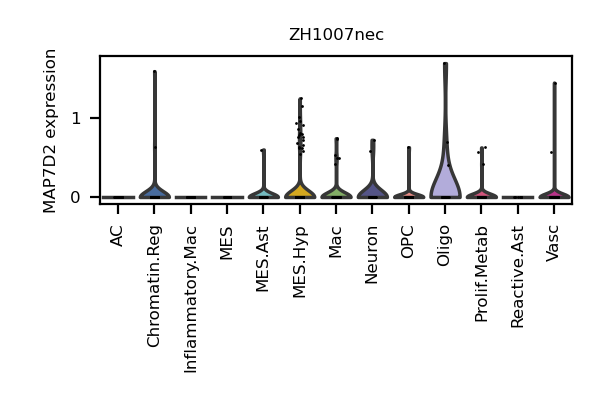 ZH1007nec
MAP7D2 expression
1
0
AC
Chromatin.Reg
Inflammatory.Mac
MES
MES.Ast
MES.Hyp
Mac
Neuron
OPC
Oligo
Prolif.Metab
Reactive.Ast
Vasc